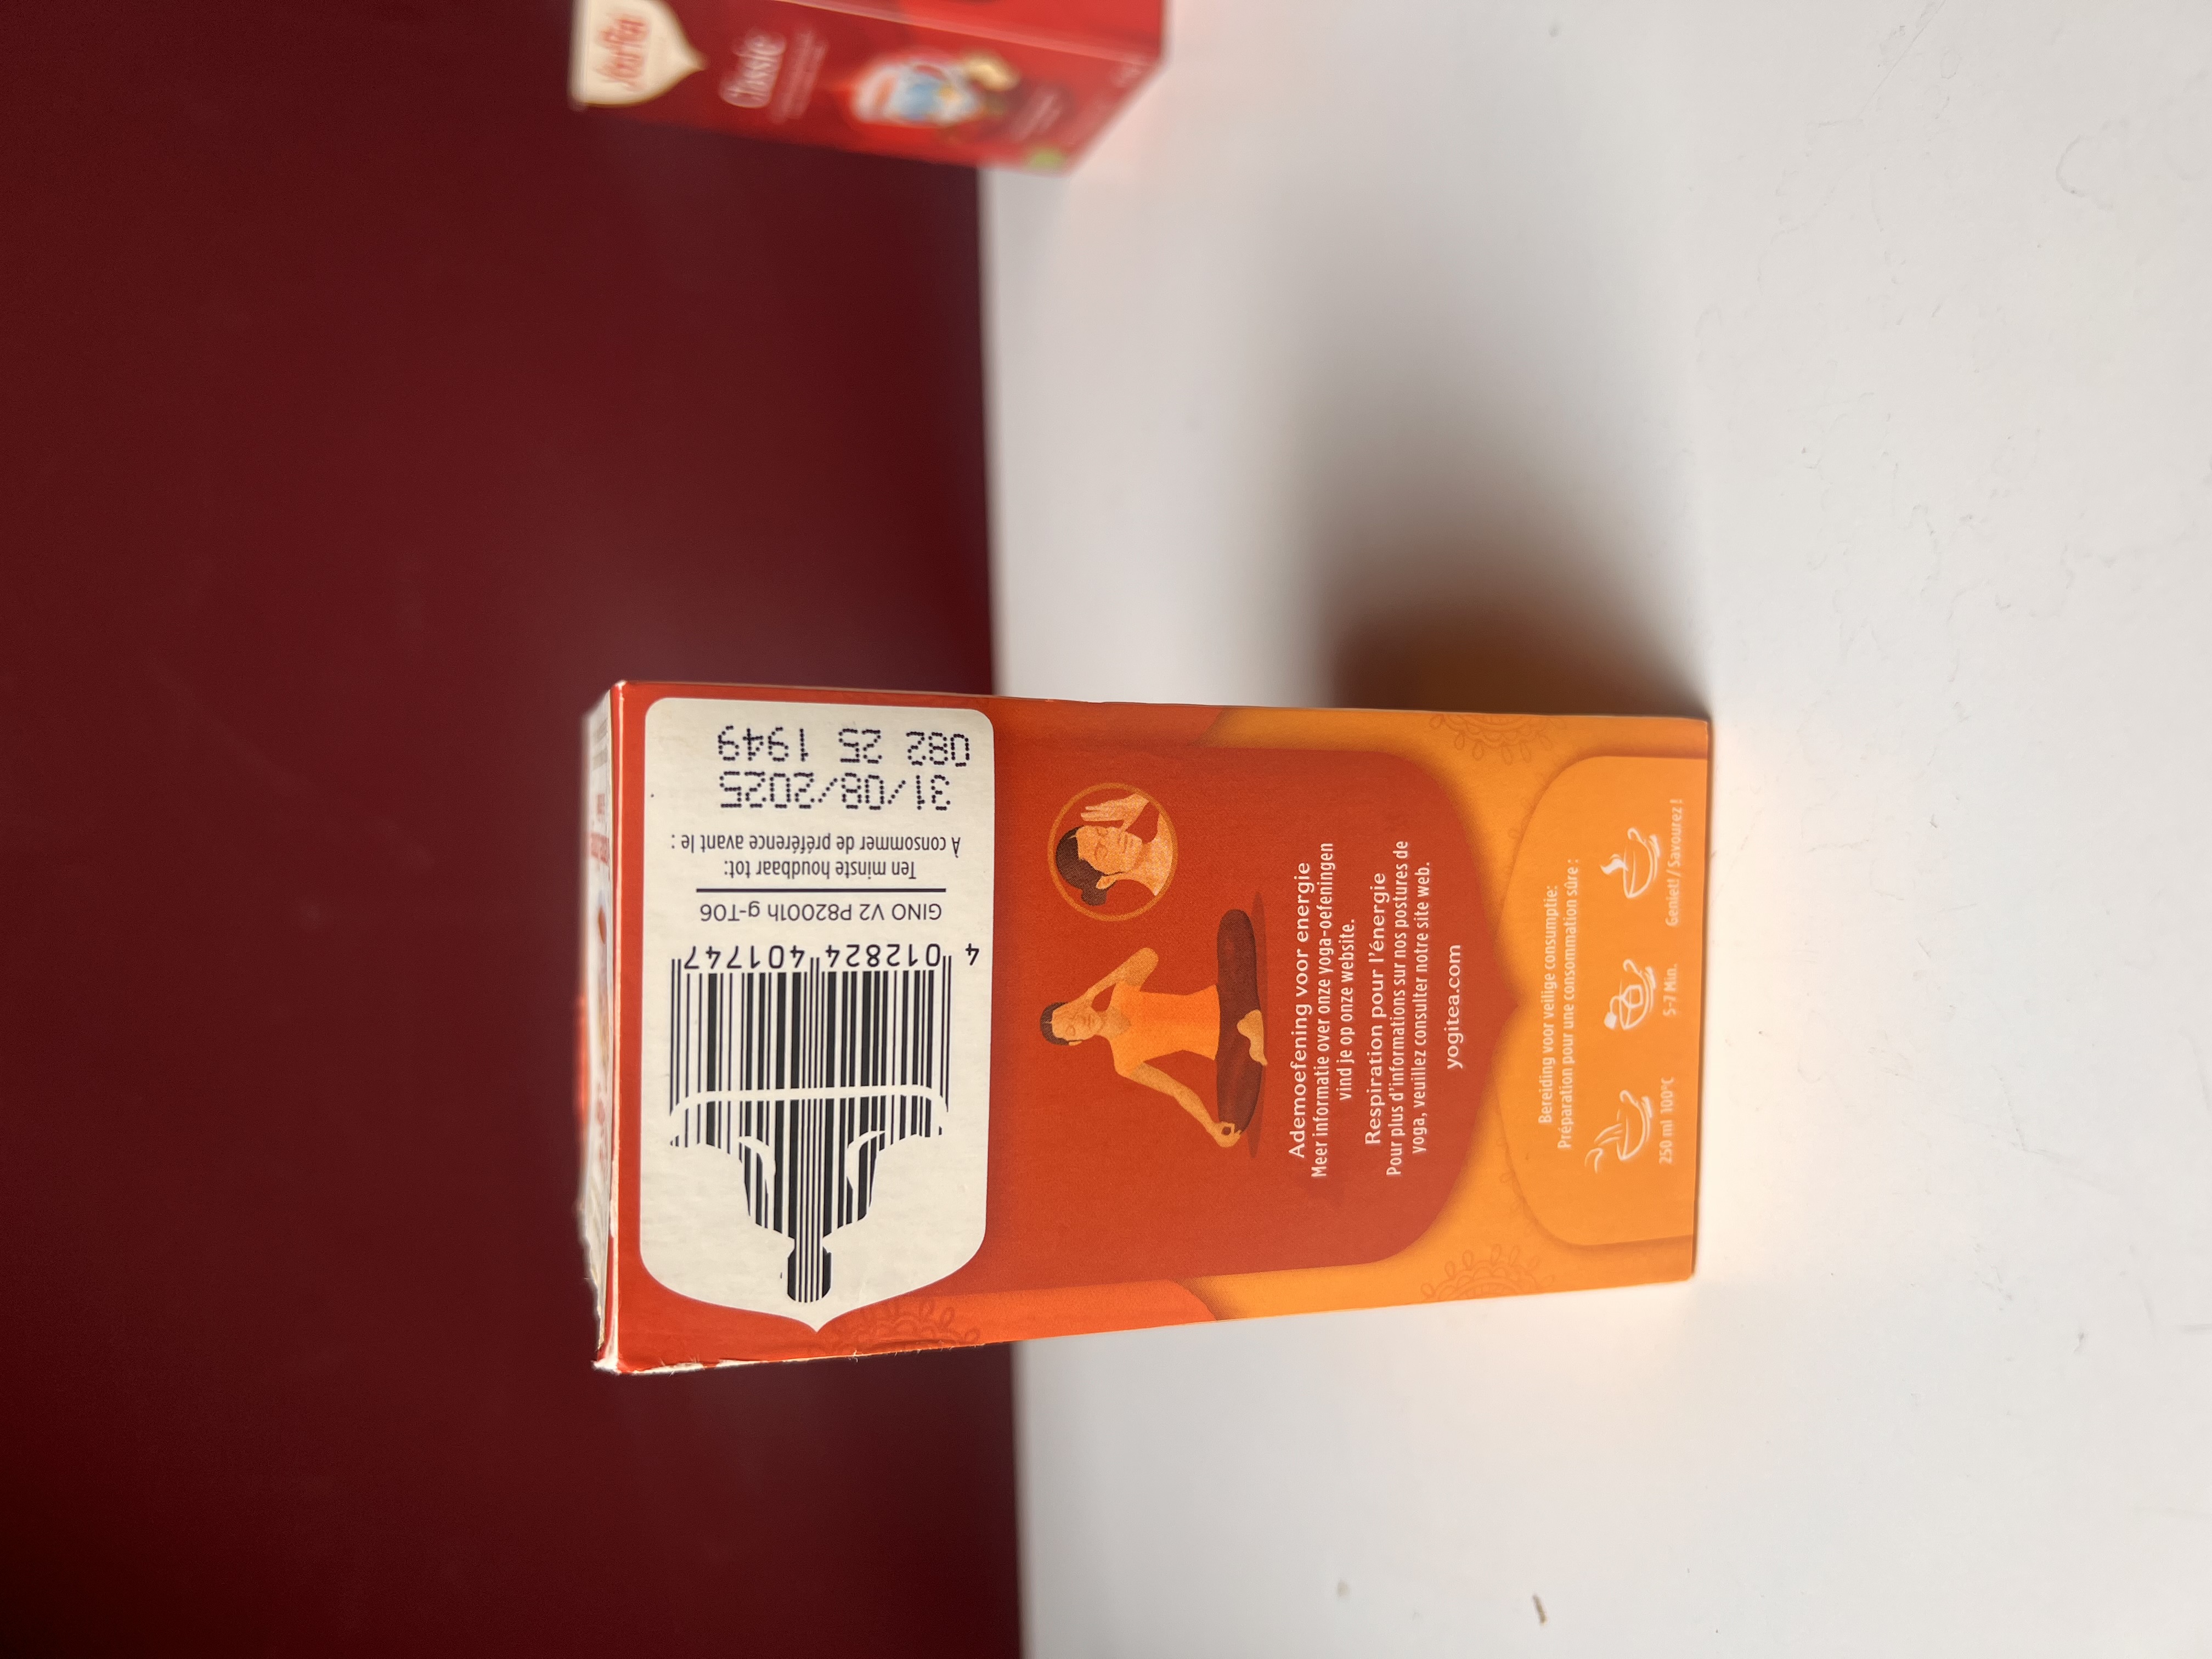 4 012824 401747
GINO V2 P82001h g-T06
Ten minste houdbaar tot:
À consommer de préférence avant le :
31/08/2025
082 25 1949
Ademoefening voor energie
Meer informatie over onze yoga-oefeningen
vind je op onze website.
Respiration pour l'énergie
Pour plus d'informations sur nos postures de
yoga, veuillez consulter notre site web.
yogitea.com
Bereiding voor veilige consumptie:
Préparation pour une consommation sûre :
250 ml 100°C
5-7 Min.
Geniet! / Savourez !
Classic